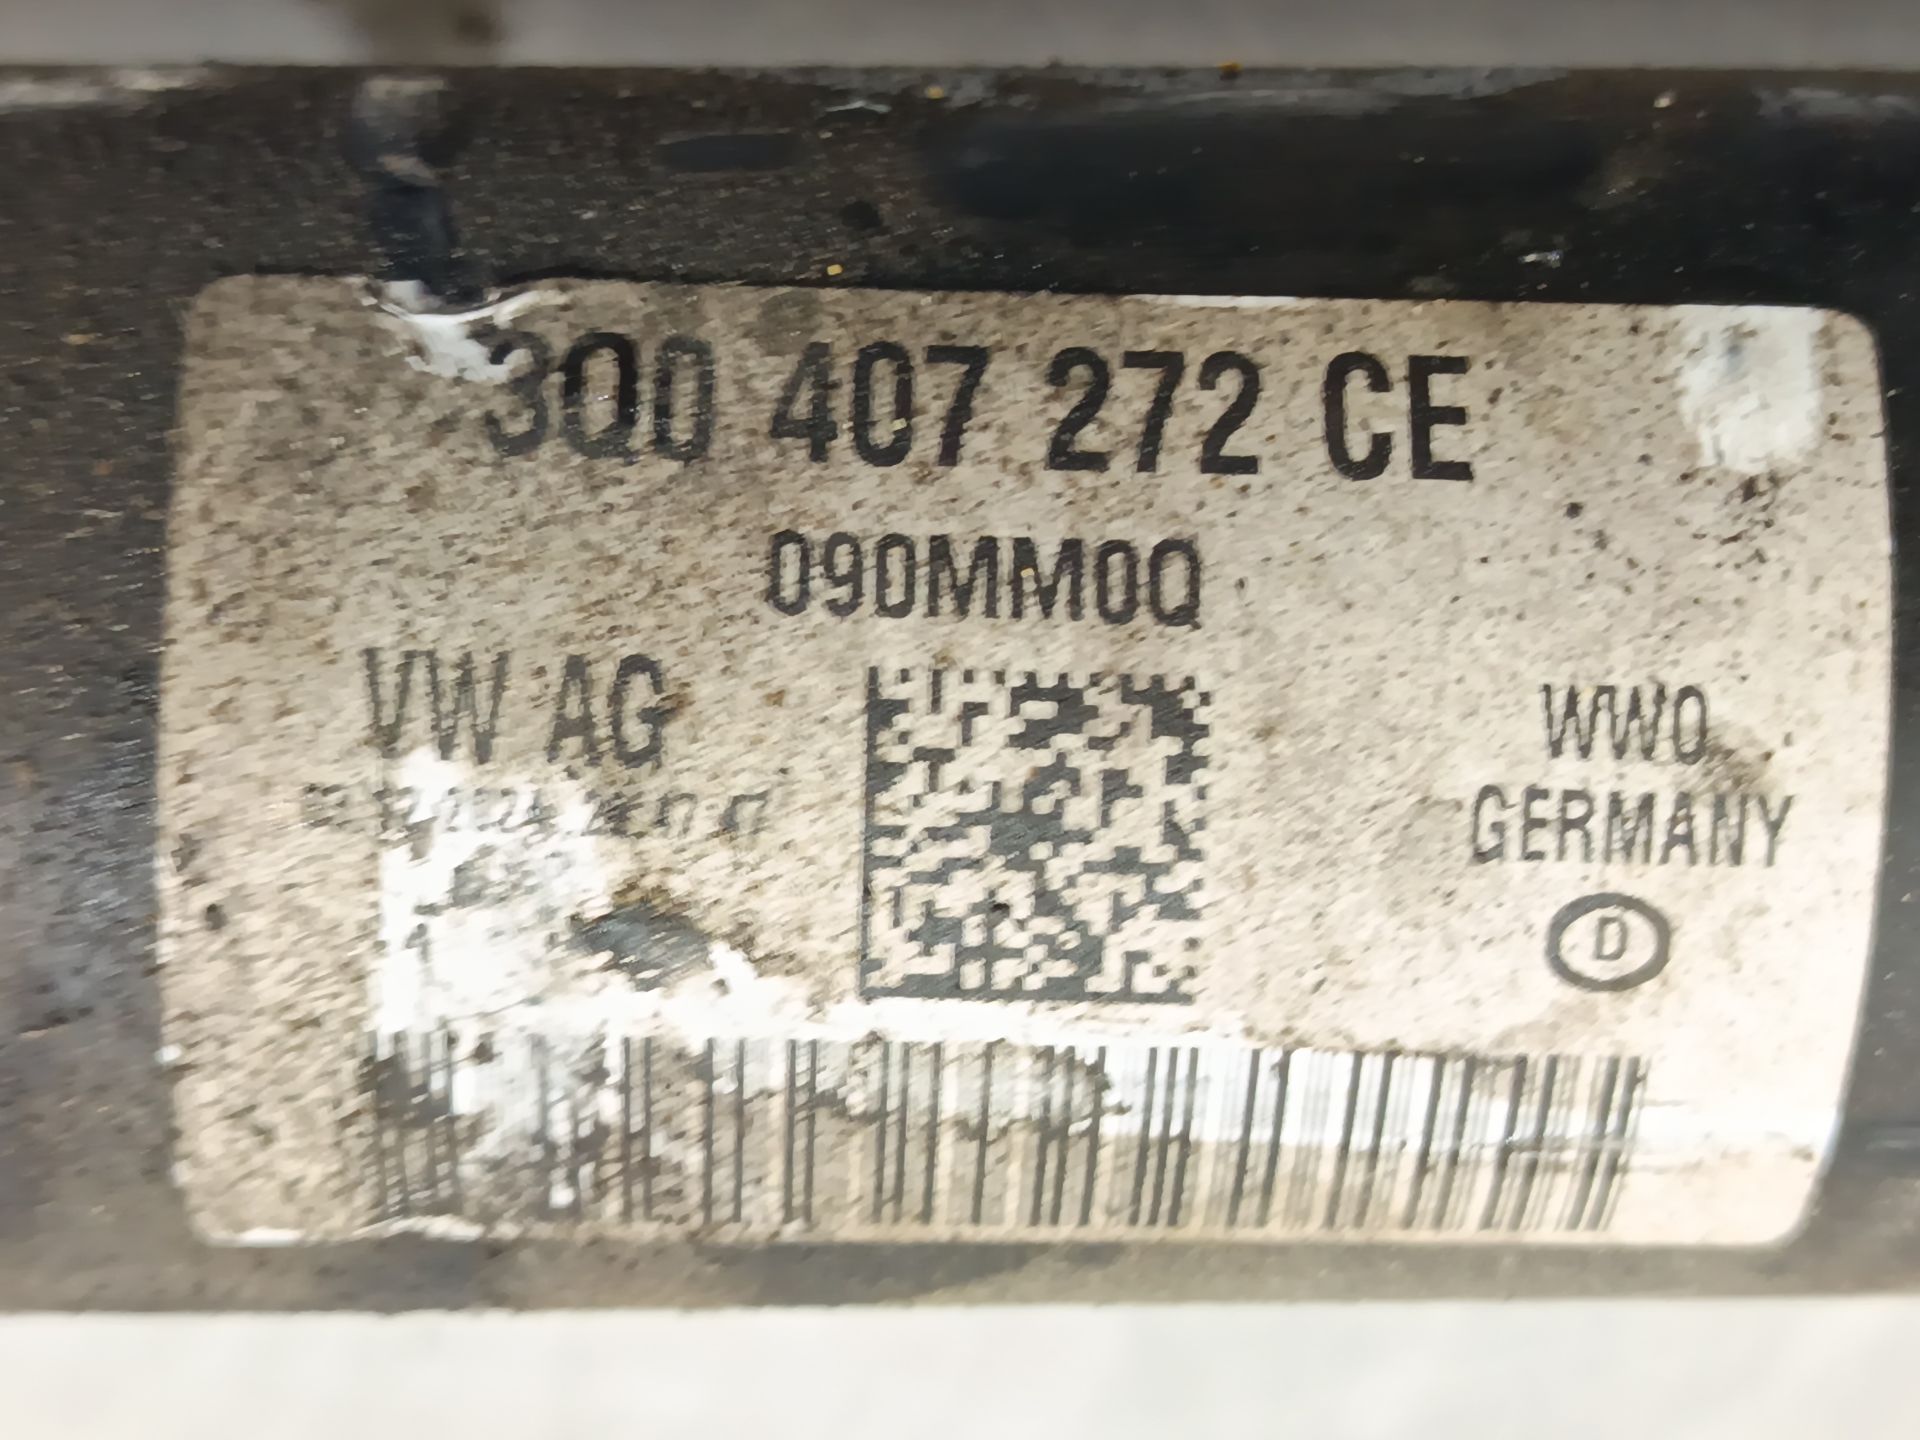 3Q0 407 272 CE
090MM0Q
VW AG
WWO
GERMANY
D